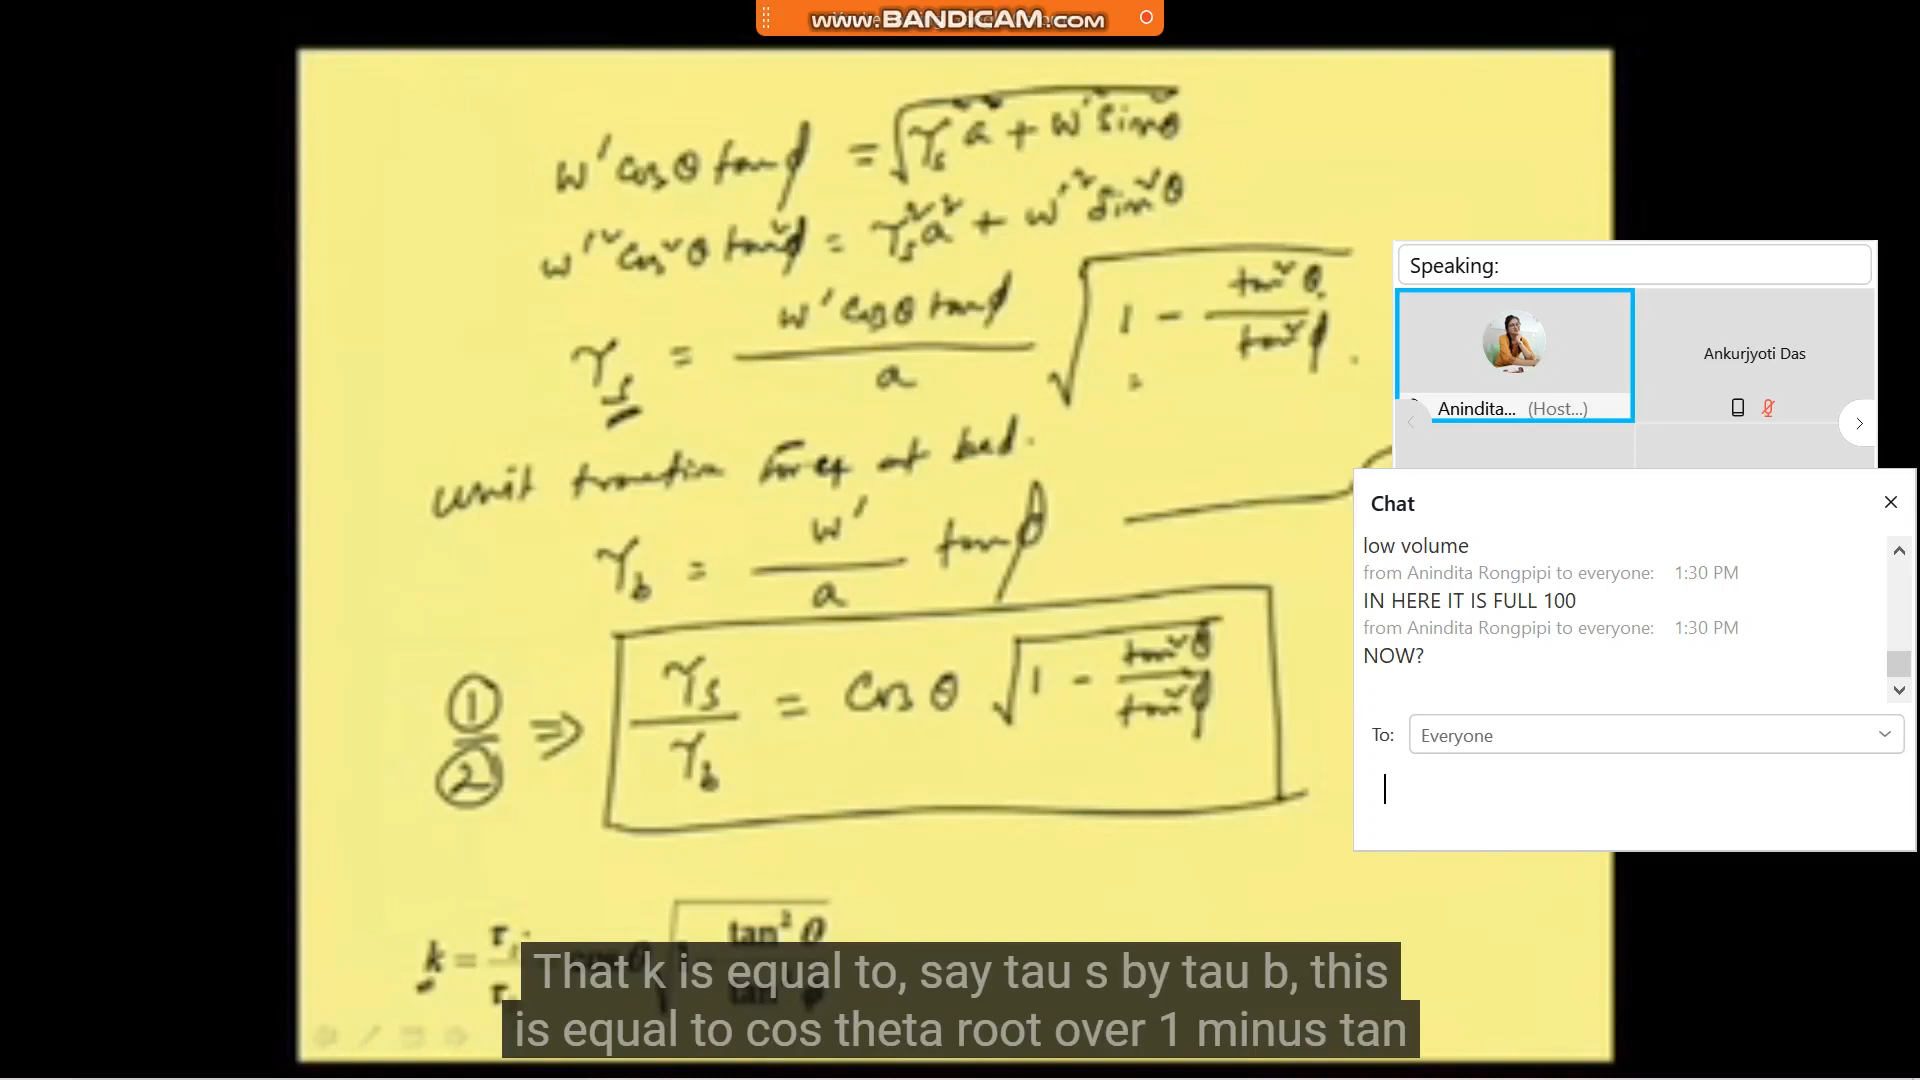 www.BANDICAM.com
w' cos θ tan ϕ = √(τs² a² + w'² sin² θ)
w'² cos² θ tan² ϕ = τs² a² + w'² sin² θ
τs = w' cos θ tan ϕ / a √(1 - tan² θ / tan² ϕ)
unit tractive force at bed.
τb = w' / a tan ϕ
① / ② ⇒ τs / τb = cos θ √(1 - tan² θ / tan² ϕ)
k = τ
tan² θ
That k is equal to, say tau s by tau b, this
is equal to cos theta root over 1 minus tan
Speaking:
Anindita... (Host...)
Ankurjyoti Das
Chat
low volume
from Anindita Rongpipi to everyone: 1:30 PM
IN HERE IT IS FULL 100
from Anindita Rongpipi to everyone: 1:30 PM
NOW?
To: Everyone